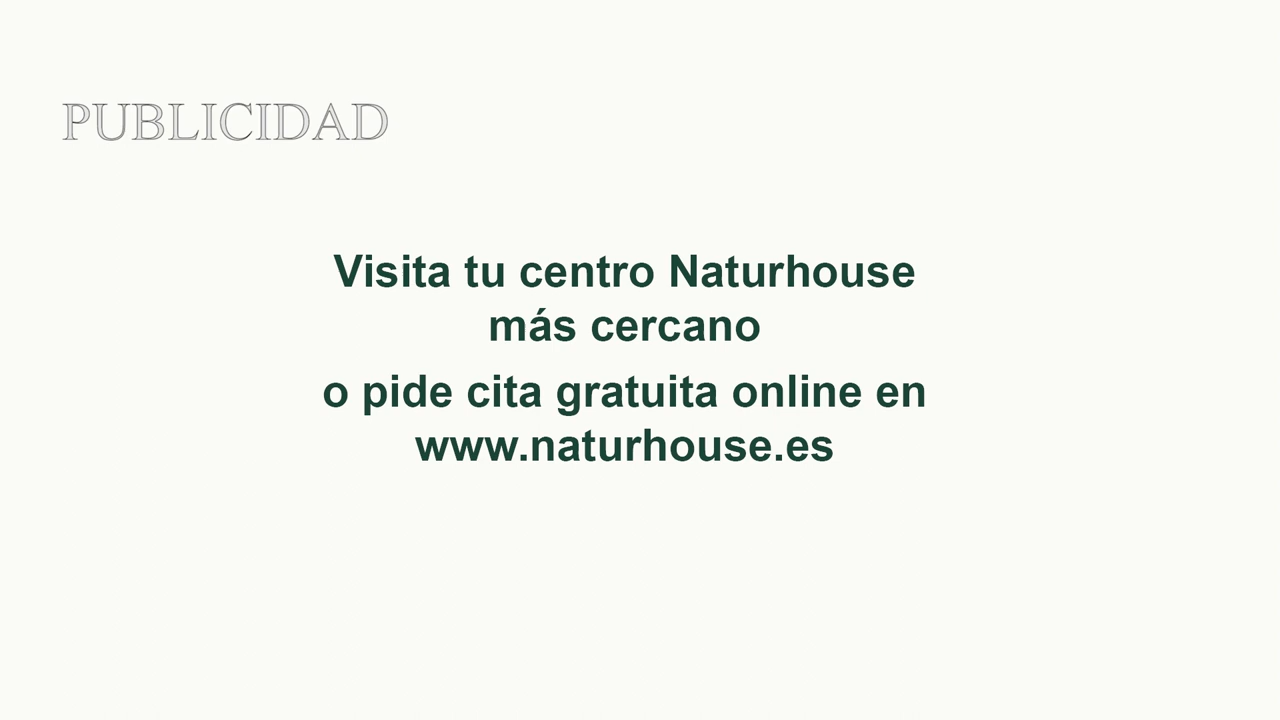 PUBLICIDAD
Visita tu centro Naturhouse
más cercano
o pide cita gratuita online en
www.naturhouse.es